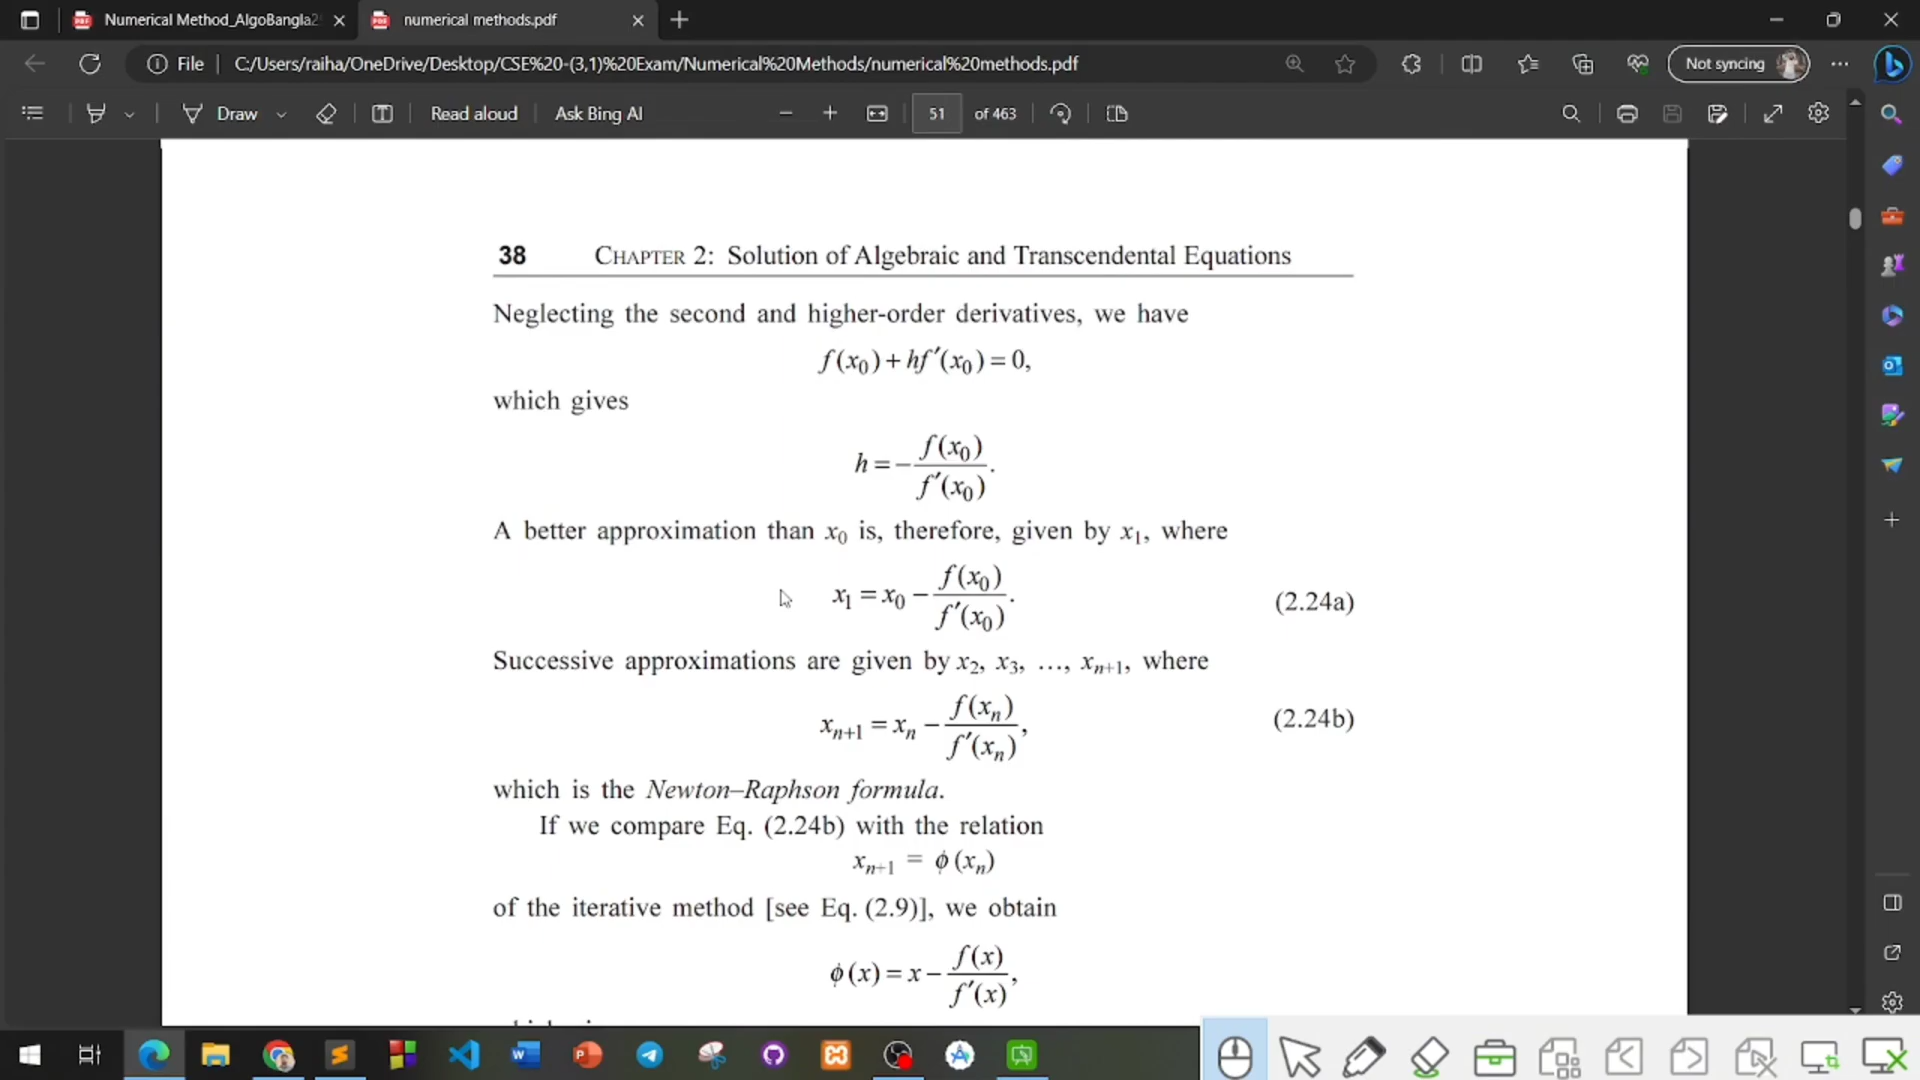 Numerical Method_AlgoBangla2
numerical methods.pdf
File
C:/Users/raiha/OneDrive/Desktop/CSE%20-(3,1)%20Exam/Numerical%20Methods/numerical%20methods.pdf
Not syncing
Draw
Read aloud
Ask Bing AI
51
of 463
38 CHAPTER 2: Solution of Algebraic and Transcendental Equations
Neglecting the second and higher-order derivatives, we have
f(x₀) + hf′(x₀) = 0,
which gives
h = − f(x₀) / f′(x₀).
A better approximation than x₀ is, therefore, given by x₁, where
x₁ = x₀ − f(x₀) / f′(x₀). (2.24a)
Successive approximations are given by x₂, x₃, …, xₙ₊₁, where
xₙ₊₁ = xₙ − f(xₙ) / f′(xₙ), (2.24b)
which is the Newton–Raphson formula.
If we compare Eq. (2.24b) with the relation
xₙ₊₁ = ϕ(xₙ)
of the iterative method [see Eq. (2.9)], we obtain
ϕ(x) = x − f(x) / f′(x),